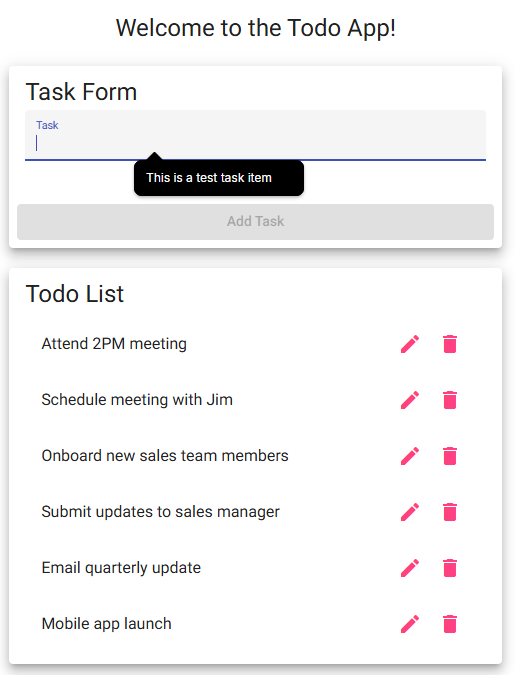 Welcome to the Todo App!
Task Form
Task
This is a test task item
Add Task
Todo List
Attend 2PM meeting
Schedule meeting with Jim
Onboard new sales team members
Submit updates to sales manager
Email quarterly update
Mobile app launch